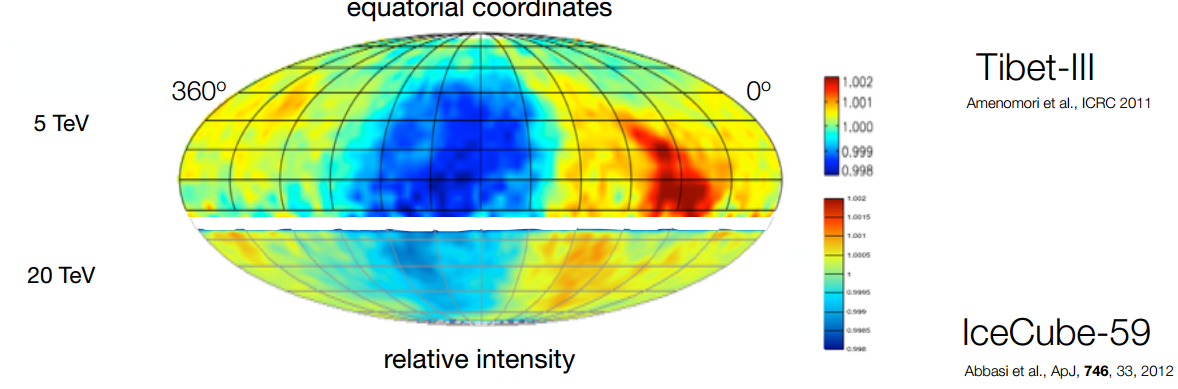 equatorial coordinates
Tibet-III
Amenomori et al., ICRC 2011
360º
0º
5 TeV
1.002
1.001
1.000
0.999
0.998
1.002
1.0015
1.001
1.0005
1
0.9995
0.999
0.9985
0.998
20 TeV
IceCube-59
relative intensity
Abbasi et al., ApJ, 746, 33, 2012